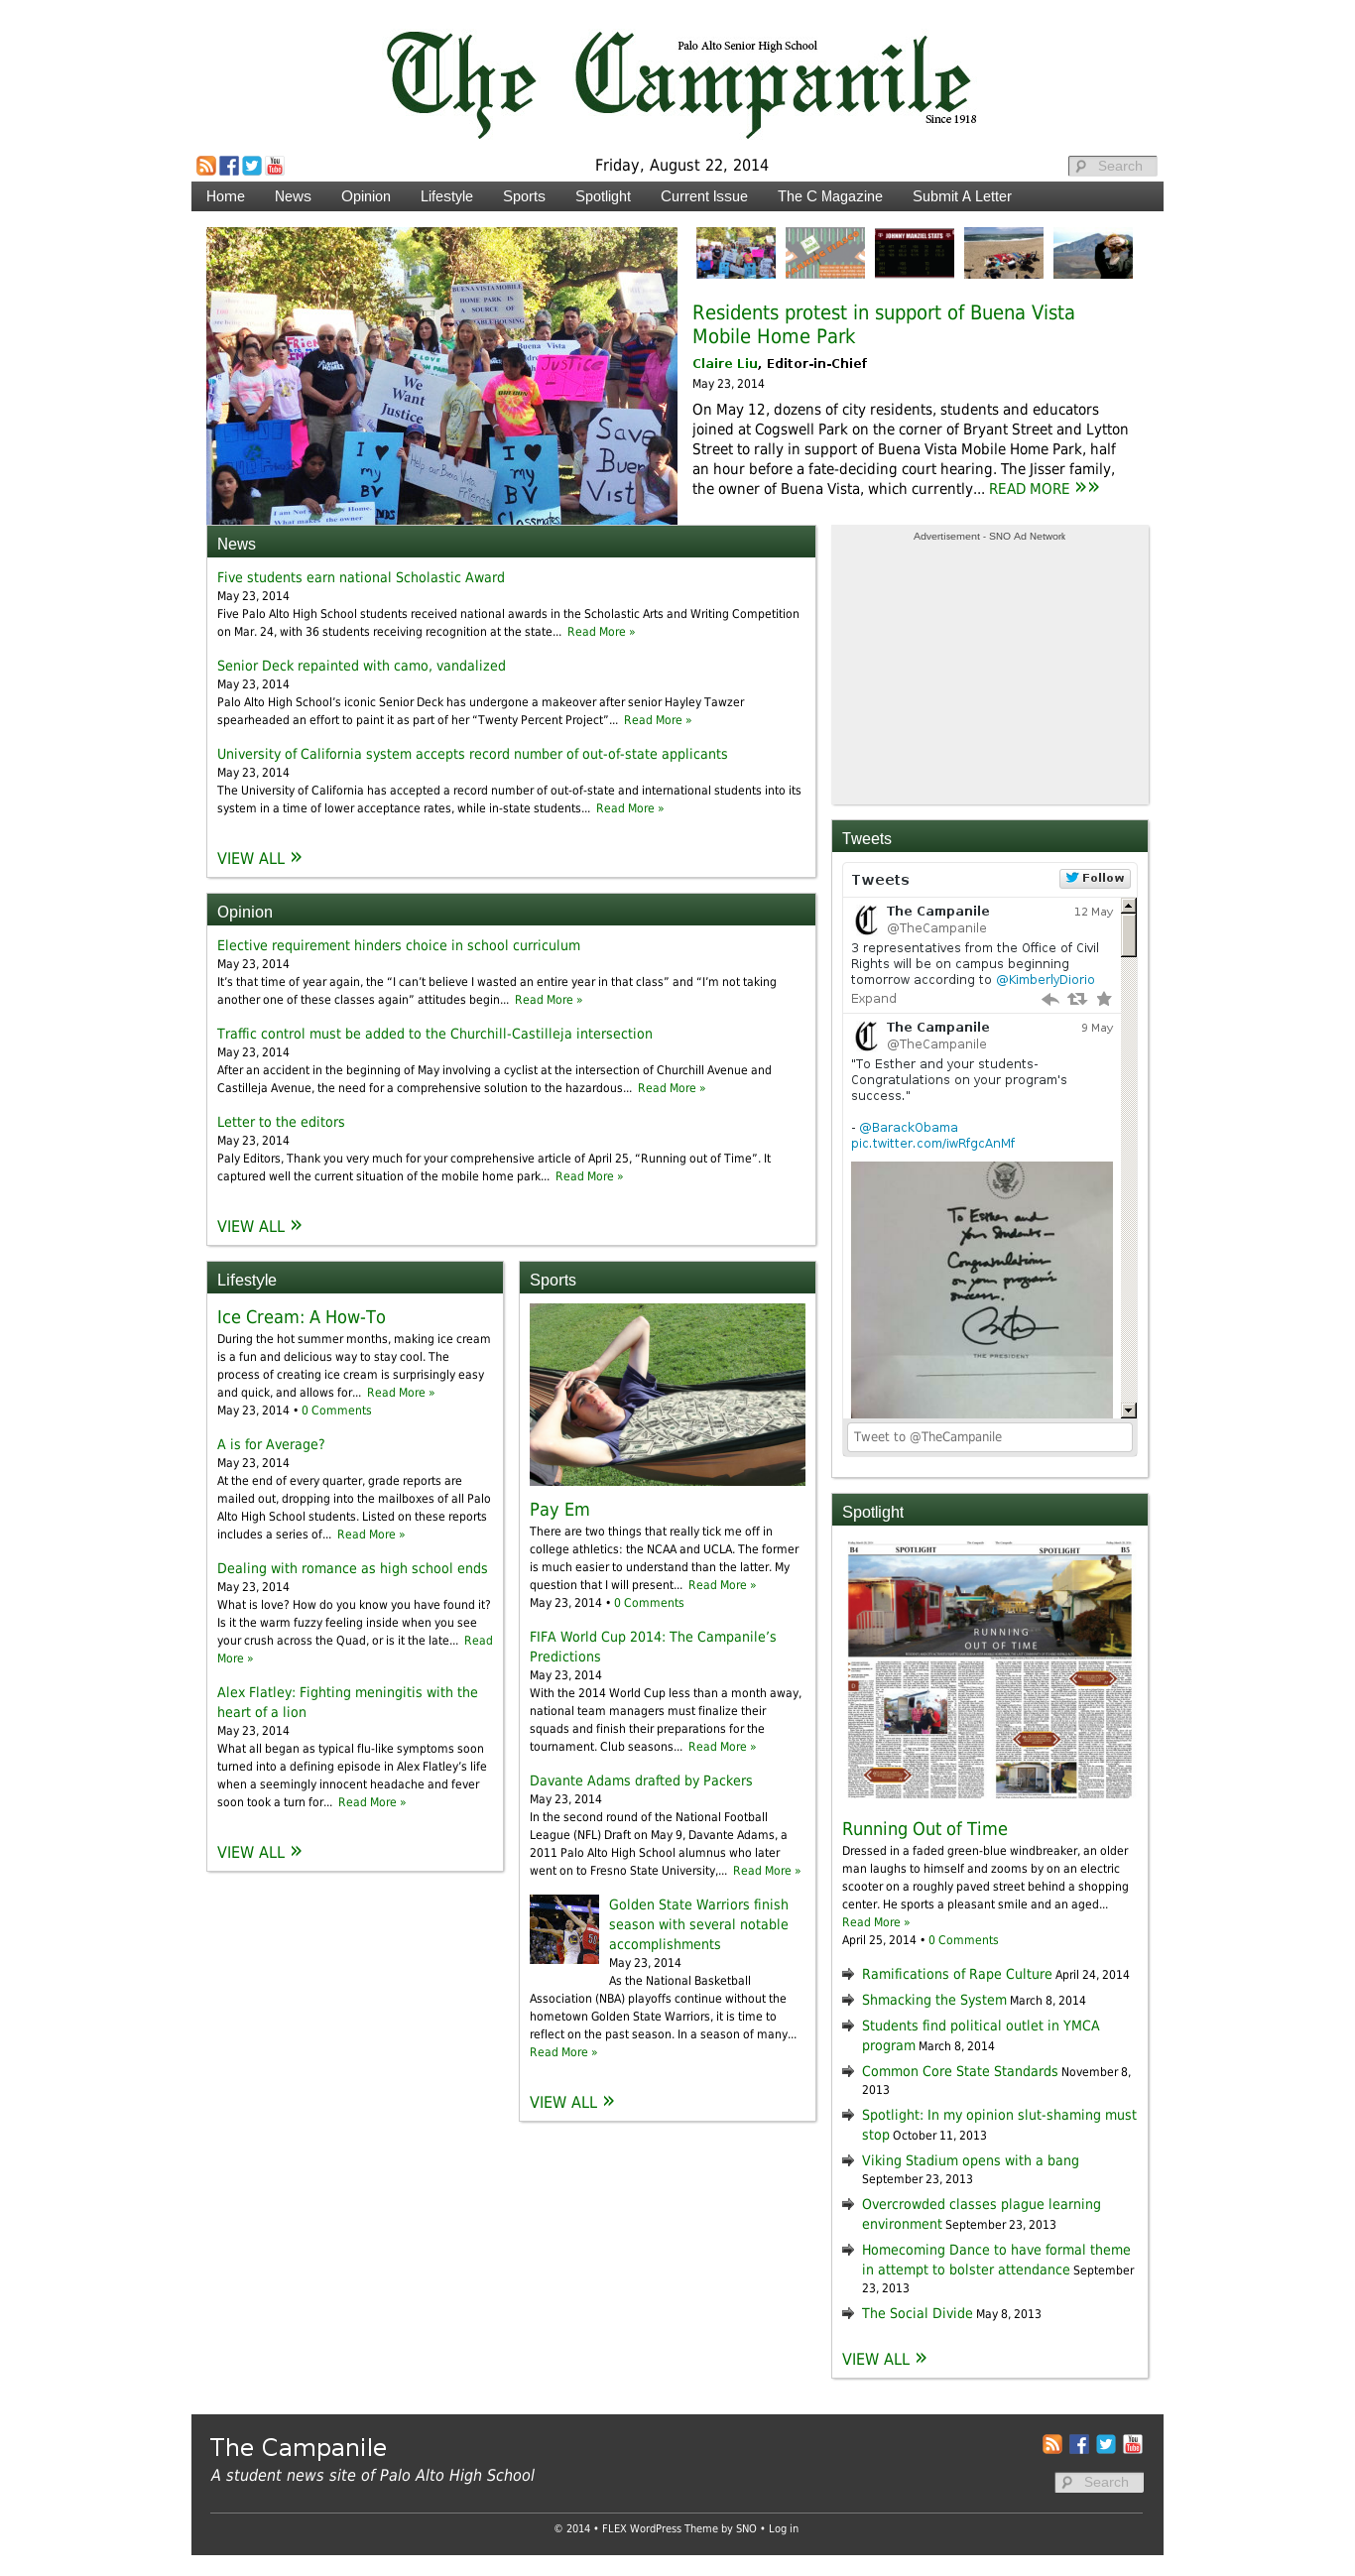 The Campanile
Palo Alto Senior High School
Since 1918
Friday, August 22, 2014
Search
Home News Opinion Lifestyle Sports Spotlight Current Issue The C Magazine Submit A Letter
BUENA VISTA MOBILE
HOME PARK IS
A SOURCE OF
We
Want
Justice
JUSTICE
I ♥
my
BV
Help our Buena Vista
Friends
I ♥
my BV
Classmates
Save
Buena
Vista
I am Not
What makes the owner
JOHNNY MANZIEL STATS
Residents protest in support of Buena Vista
Mobile Home Park
Claire Liu, Editor-in-Chief
May 23, 2014
On May 12, dozens of city residents, students and educators
joined at Cogswell Park on the corner of Bryant Street and Lytton
Street to rally in support of Buena Vista Mobile Home Park, half
an hour before a fate-deciding court hearing. The Jisser family,
the owner of Buena Vista, which currently... READ MORE »»
News
Five students earn national Scholastic Award
May 23, 2014
Five Palo Alto High School students received national awards in the Scholastic Arts and Writing Competition
on Mar. 24, with 36 students receiving recognition at the state... Read More »
Senior Deck repainted with camo, vandalized
May 23, 2014
Palo Alto High School’s iconic Senior Deck has undergone a makeover after senior Hayley Tawzer
spearheaded an effort to paint it as part of her “Twenty Percent Project”... Read More »
University of California system accepts record number of out-of-state applicants
May 23, 2014
The University of California has accepted a record number of out-of-state and international students into its
system in a time of lower acceptance rates, while in-state students... Read More »
VIEW ALL »
Opinion
Elective requirement hinders choice in school curriculum
May 23, 2014
It’s that time of year again, the “I can’t believe I wasted an entire year in that class” and “I’m not taking
another one of these classes again” attitudes begin... Read More »
Traffic control must be added to the Churchill-Castilleja intersection
May 23, 2014
After an accident in the beginning of May involving a cyclist at the intersection of Churchill Avenue and
Castilleja Avenue, the need for a comprehensive solution to the hazardous... Read More »
Letter to the editors
May 23, 2014
Paly Editors, Thank you very much for your comprehensive article of April 25, “Running out of Time”. It
captured well the current situation of the mobile home park... Read More »
VIEW ALL »
Lifestyle
Ice Cream: A How-To
During the hot summer months, making ice cream
is a fun and delicious way to stay cool. The
process of creating ice cream is surprisingly easy
and quick, and allows for... Read More »
May 23, 2014 • 0 Comments
A is for Average?
May 23, 2014
At the end of every quarter, grade reports are
mailed out, dropping into the mailboxes of all Palo
Alto High School students. Listed on these reports
includes a series of... Read More »
Dealing with romance as high school ends
May 23, 2014
What is love? How do you know you have found it?
Is it the warm fuzzy feeling inside when you see
your crush across the Quad, or is it the late... Read
More »
Alex Flatley: Fighting meningitis with the
heart of a lion
May 23, 2014
What all began as typical flu-like symptoms soon
turned into a defining episode in Alex Flatley’s life
when a seemingly innocent headache and fever
soon took a turn for... Read More »
VIEW ALL »
Sports
Pay Em
There are two things that really tick me off in
college athletics: the NCAA and UCLA. The former
is much easier to understand than the latter. My
question that I will present... Read More »
May 23, 2014 • 0 Comments
FIFA World Cup 2014: The Campanile’s
Predictions
May 23, 2014
With the 2014 World Cup less than a month away,
national team managers must finalize their
squads and finish their preparations for the
tournament. Club seasons... Read More »
Davante Adams drafted by Packers
May 23, 2014
In the second round of the National Football
League (NFL) Draft on May 9, Davante Adams, a
2011 Palo Alto High School alumnus who later
went on to Fresno State University,... Read More »
Golden State Warriors finish
season with several notable
accomplishments
May 23, 2014
As the National Basketball
Association (NBA) playoffs continue without the
hometown Golden State Warriors, it is time to
reflect on the past season. In a season of many...
Read More »
VIEW ALL »
Advertisement - SNO Ad Network
Tweets
Tweets
Follow
The Campanile 12 May
@TheCampanile
3 representatives from the Office of Civil
Rights will be on campus beginning
tomorrow according to @KimberlyDiorio
Expand
The Campanile 9 May
@TheCampanile
"To Esther and your students-
Congratulations on your program's
success."
- @BarackObama
pic.twitter.com/iwRfgcAnMf
To Esther and
Your Students—
Congratulations
on your program's
success.
THE PRESIDENT
Tweet to @TheCampanile
Spotlight
B4 SPOTLIGHT SPOTLIGHT B5
RUNNING
OUT OF TIME
Running Out of Time
Dressed in a faded green-blue windbreaker, an older
man laughs to himself and zooms by on an electric
scooter on a roughly paved street behind a shopping
center. He sports a pleasant smile and an aged...
Read More »
April 25, 2014 • 0 Comments
Ramifications of Rape Culture April 24, 2014
Shmacking the System March 8, 2014
Students find political outlet in YMCA
program March 8, 2014
Common Core State Standards November 8,
2013
Spotlight: In my opinion slut-shaming must
stop October 11, 2013
Viking Stadium opens with a bang
September 23, 2013
Overcrowded classes plague learning
environment September 23, 2013
Homecoming Dance to have formal theme
in attempt to bolster attendance September
23, 2013
The Social Divide May 8, 2013
VIEW ALL »
The Campanile
A student news site of Palo Alto High School
Search
© 2014 • FLEX WordPress Theme by SNO • Log in